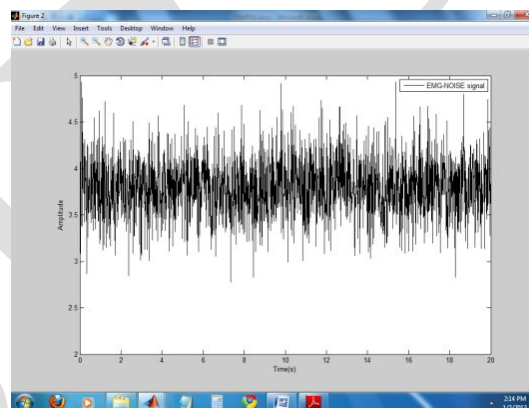 Figure 2
File Edit View Insert Tools Desktop Window Help
EMG-NOISE signal
5
4.5
4
3.5
3
2.5
2
Amplitude
0 2 4 6 8 10 12 14 16 18 20
Time(s)
2:14 PM